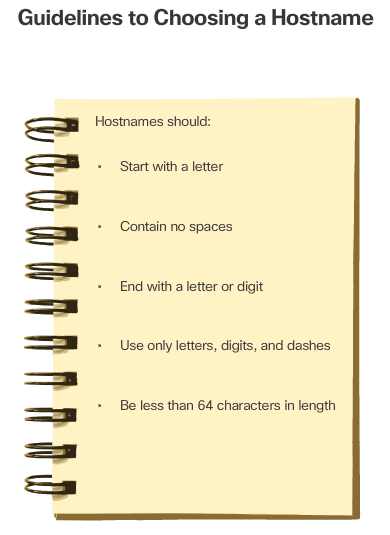 Guidelines to Choosing a Hostname
Hostnames should:
▪ Start with a letter
▪ Contain no spaces
▪ End with a letter or digit
▪ Use only letters, digits, and dashes
▪ Be less than 64 characters in length